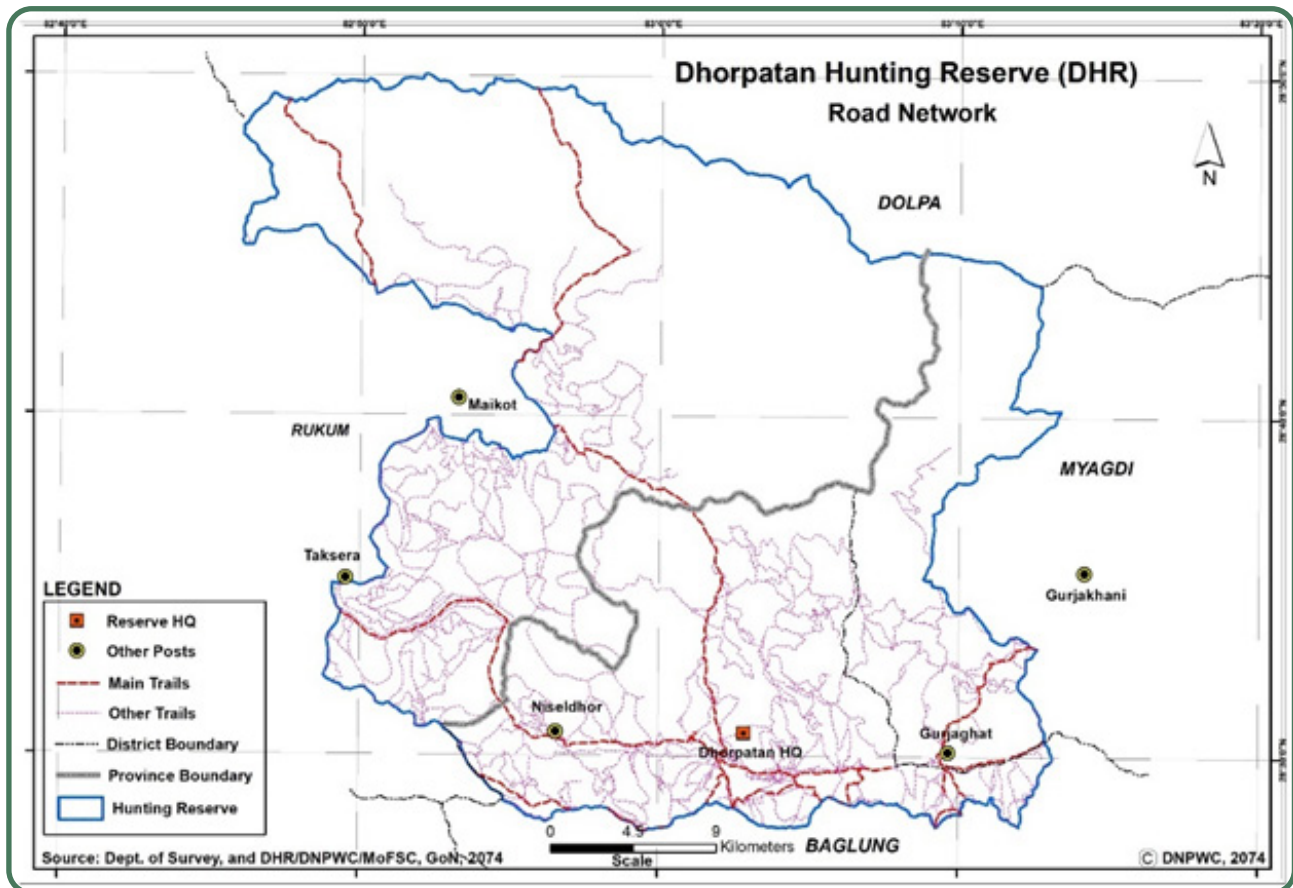 Dhorpatan Hunting Reserve (DHR)
Road Network
N
DOLPA
Maikot
RUKUM
MYAGDI
Taksera
Gurjakhani
LEGEND
Reserve HQ
Other Posts
Main Trails
Other Trails
District Boundary
Province Boundary
Hunting Reserve
Niseldhor
Dhorpatan HQ
Gurjaghat
0 4.5 9
Kilometers
Scale
BAGLUNG
Source: Dept. of Survey, and DHR/DNPWC/MoFSC, GoN, 2074
© DNPWC, 2074